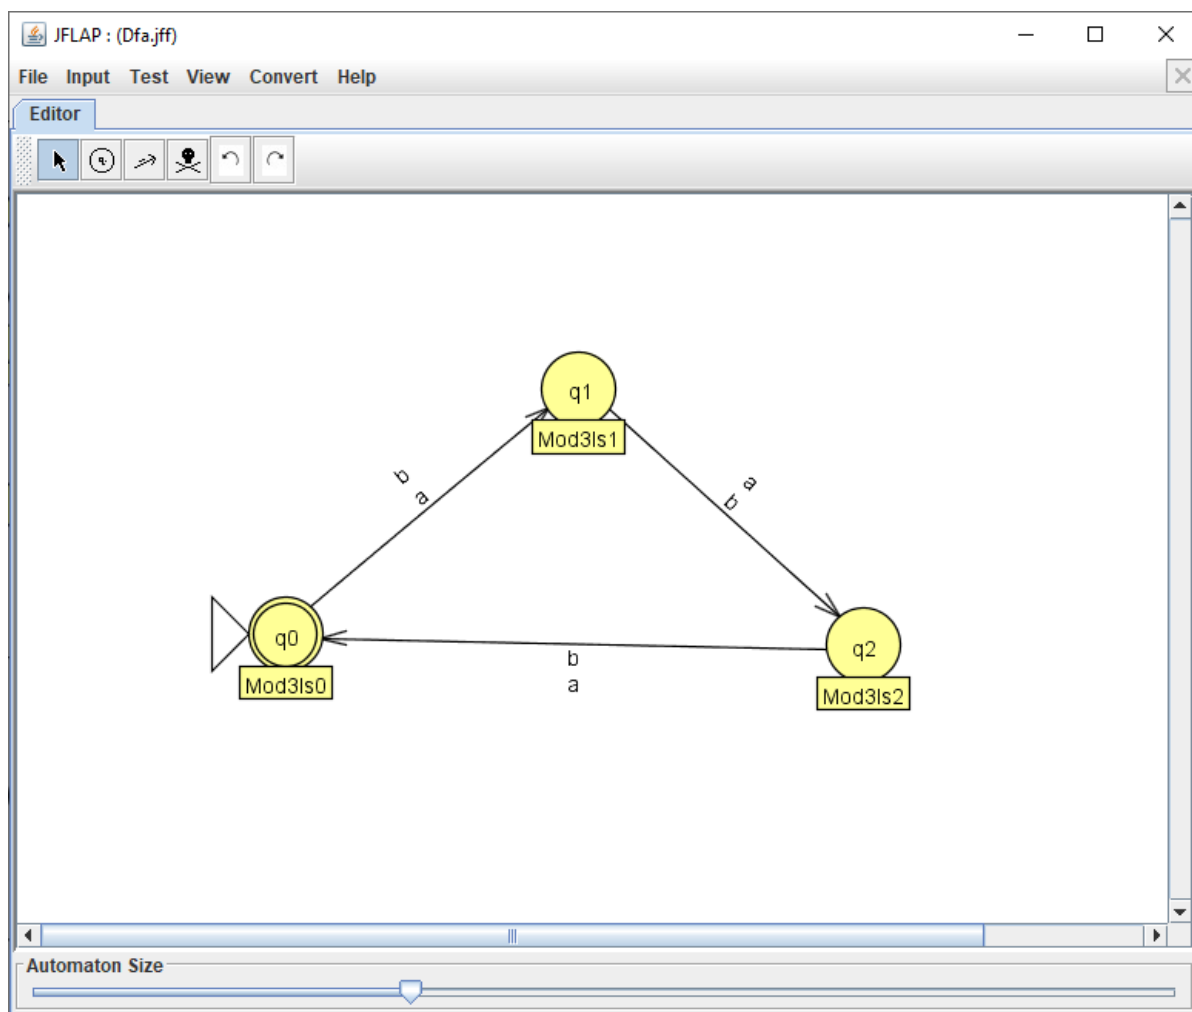 JFLAP : (Dfa.jff)
File Input Test View Convert Help
Editor
q
q1
Mod3Is1
b
a
a
b
q0
Mod3Is0
q2
Mod3Is2
b
a
Automaton Size